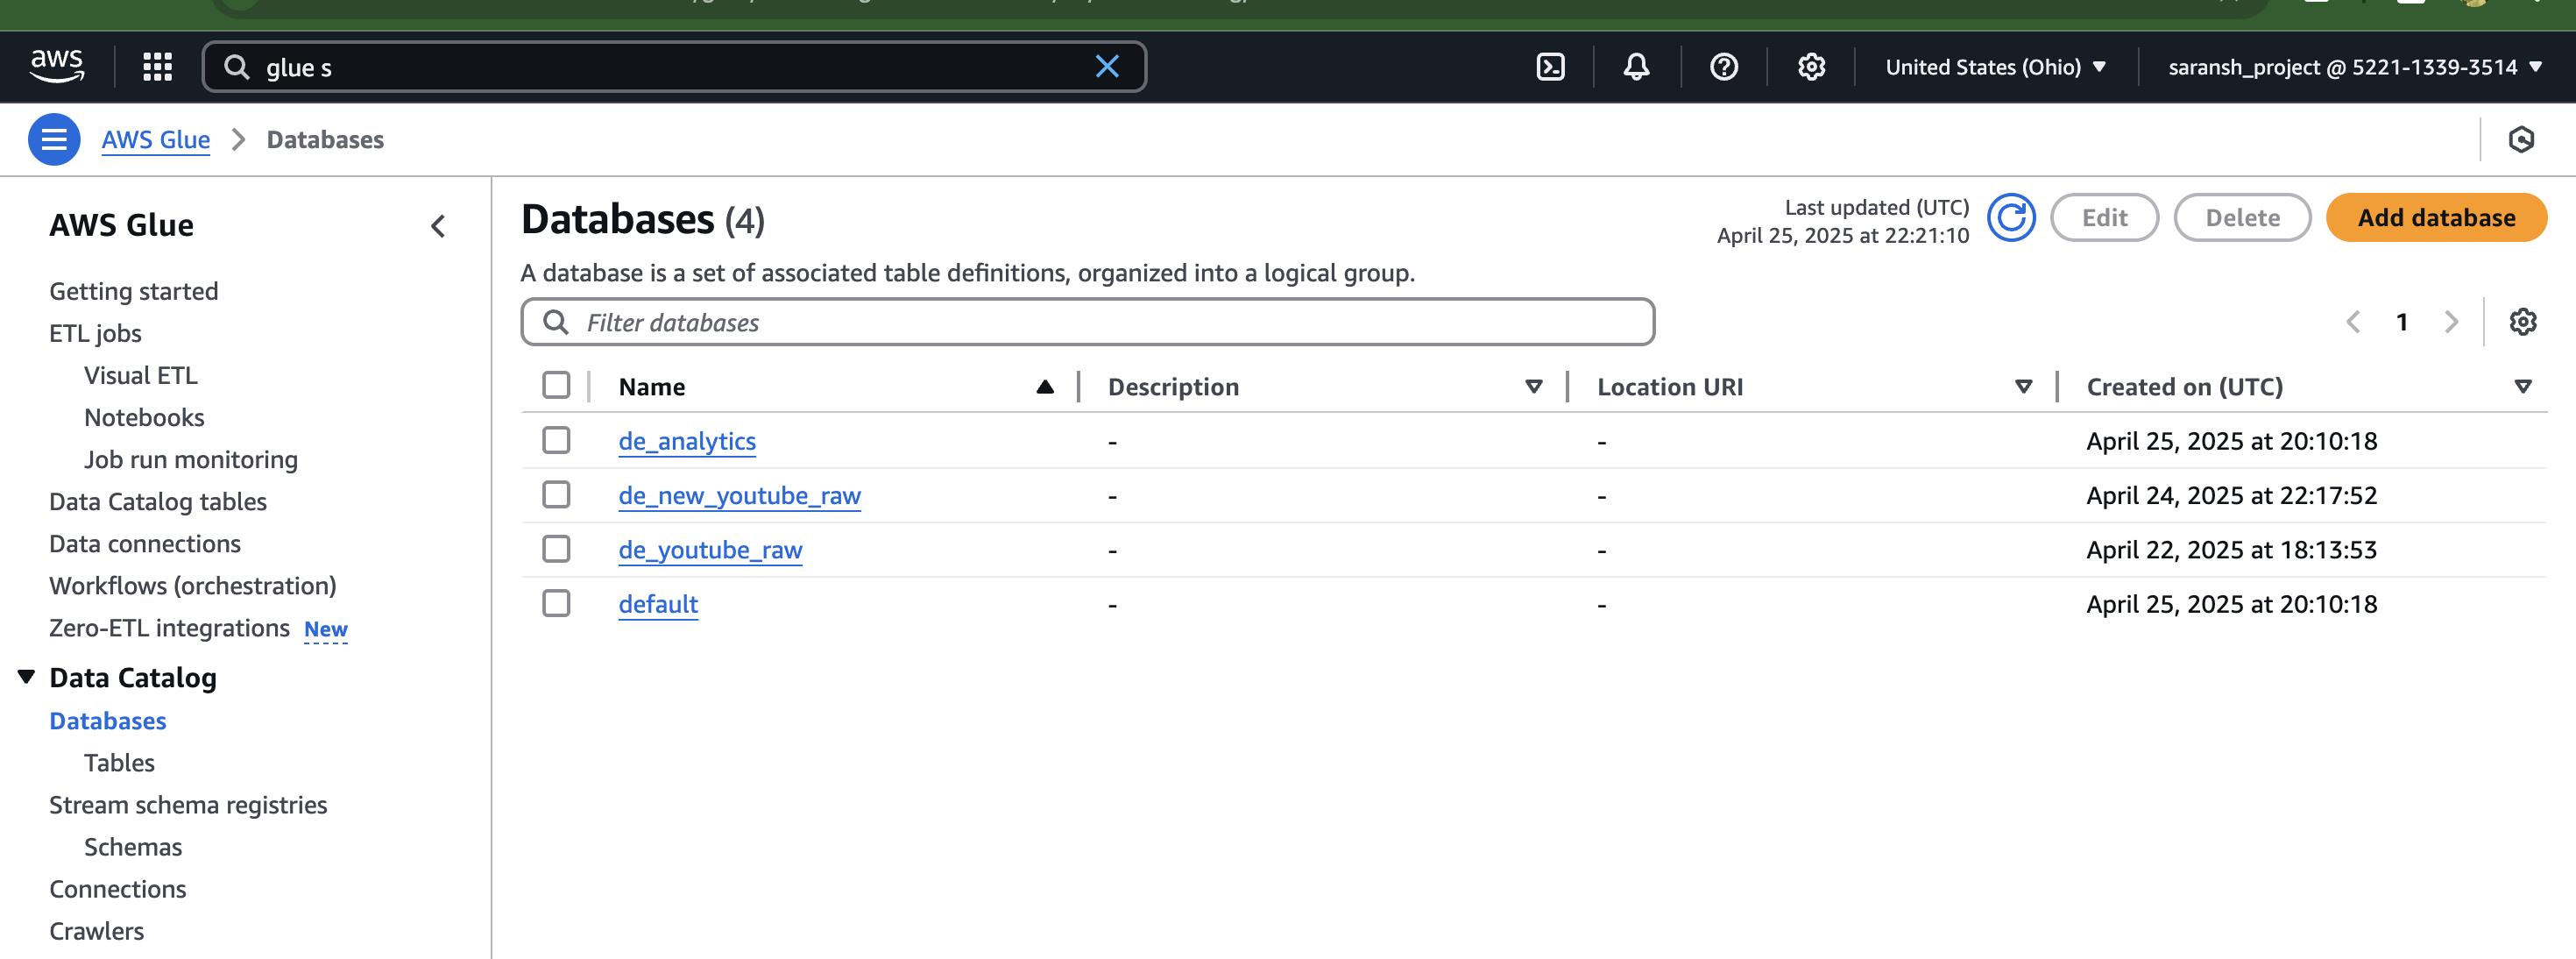 aws
glue s
United States (Ohio)
saransh_project @ 5221-1339-3514
AWS Glue
Databases
AWS Glue
Getting started
ETL jobs
Visual ETL
Notebooks
Job run monitoring
Data Catalog tables
Data connections
Workflows (orchestration)
Zero-ETL integrations New
Data Catalog
Databases
Tables
Stream schema registries
Schemas
Connections
Crawlers
Databases (4)
Last updated (UTC)
April 25, 2025 at 22:21:10
Edit
Delete
Add database
A database is a set of associated table definitions, organized into a logical group.
Filter databases
1
Name Description Location URI Created on (UTC)
de_analytics - - April 25, 2025 at 20:10:18
de_new_youtube_raw - - April 24, 2025 at 22:17:52
de_youtube_raw - - April 22, 2025 at 18:13:53
default - - April 25, 2025 at 20:10:18